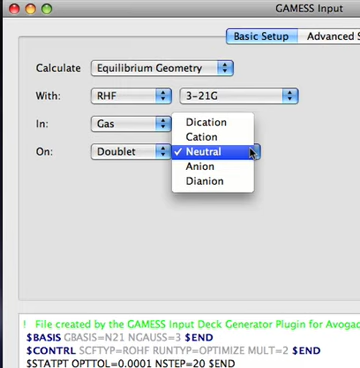 GAMESS Input
Basic Setup Advanced S
Calculate Equilibrium Geometry
With: RHF 3-21G
In: Gas
On: Doublet
Dication
Cation
✓ Neutral
Anion
Dianion
! File created by the GAMESS Input Deck Generator Plugin for Avogad
$BASIS GBASIS=N21 NGAUSS=3 $END
$CONTRL SCFTYP=ROHF RUNTYP=OPTIMIZE MULT=2 $END
$STATPT OPTTOL=0.0001 NSTEP=20 $END